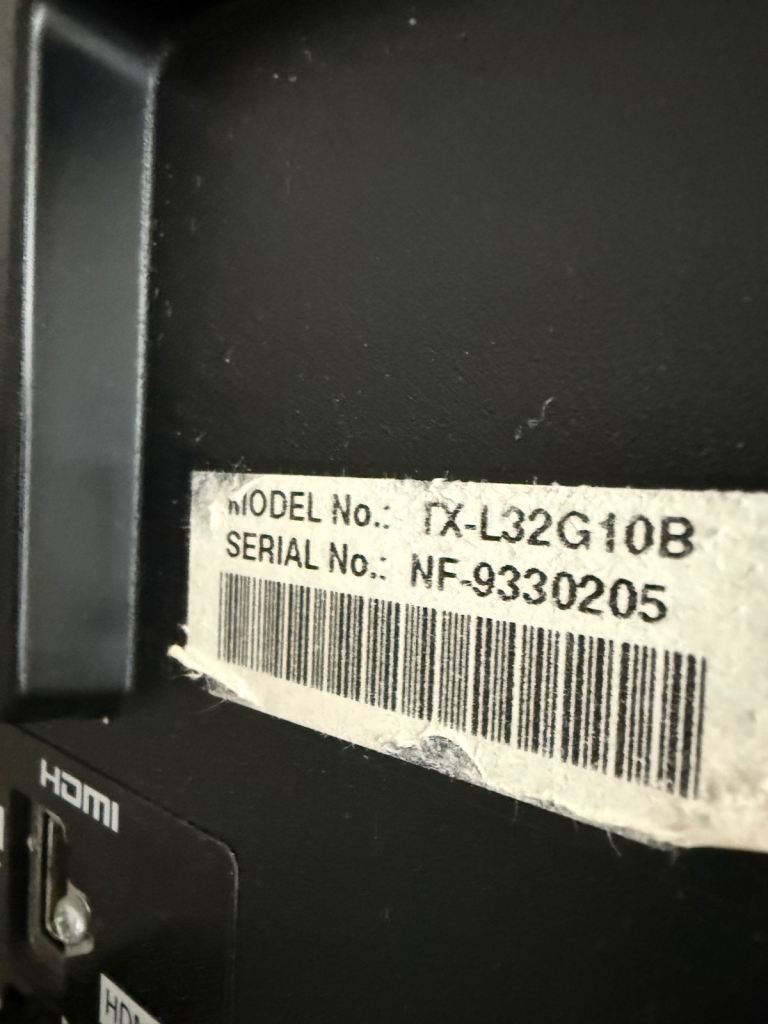 MODEL No.: TX-L32G10B
SERIAL No.: NF-9330205
HDMI